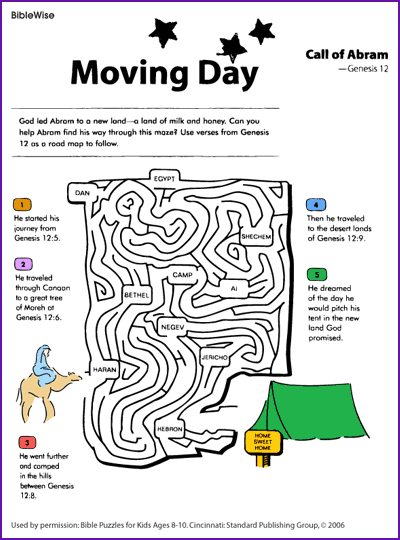 BibleWise
Moving Day
Call of Abram
—Genesis 12
God led Abram to a new land—a land of milk and honey. Can you
help Abram find his way through this maze? Use verses from Genesis
12 as a road map to follow.
EGYPT
DAN
1
He started his
journey from
Genesis 12:5.
2
He traveled
through Canaan
to a great tree
of Moreh at
Genesis 12:6.
SHECHEM
CAMP
AI
BETHEL
NEGEV
JERICHO
HARAN
HEBRON
4
Then he traveled
to the desert lands
of Genesis 12:9.
5
He dreamed
of the day he
would pitch his
tent in the new
land God
promised.
3
He went further
and camped
in the hills
between Genesis
12:8.
HOME
SWEET
HOME
Used by permission: Bible Puzzles for Kids Ages 8-10. Cincinnati: Standard Publishing Group, © 2006